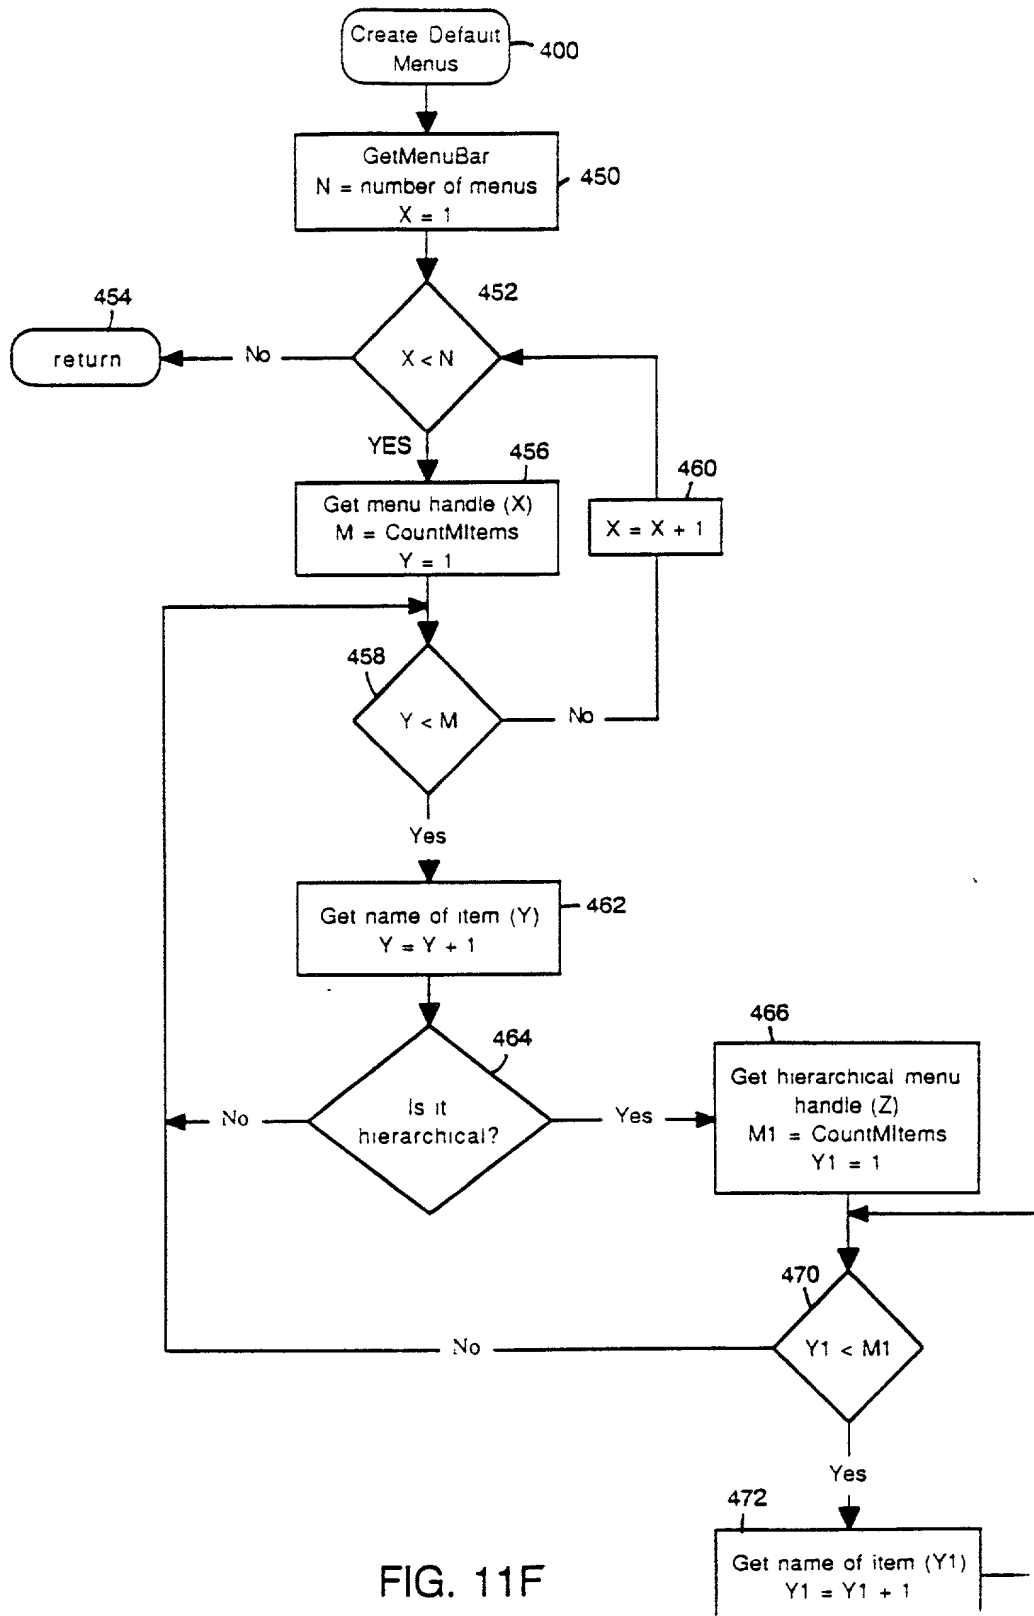 Create Default
Menus
400
GetMenuBar
N = number of menus
X = 1
450
452
454
return
No
X < N
YES
456
460
Get menu handle (X)
M = CountMItems
Y = 1
X = X + 1
458
Y < M
No
Yes
Get name of item (Y)
Y = Y + 1
462
464
466
Is it
hierarchical?
No
Yes
Get hierarchical menu
handle (Z)
M1 = CountMItems
Y1 = 1
470
Y1 < M1
No
Yes
472
Get name of item (Y1)
Y1 = Y1 + 1
FIG. 11F